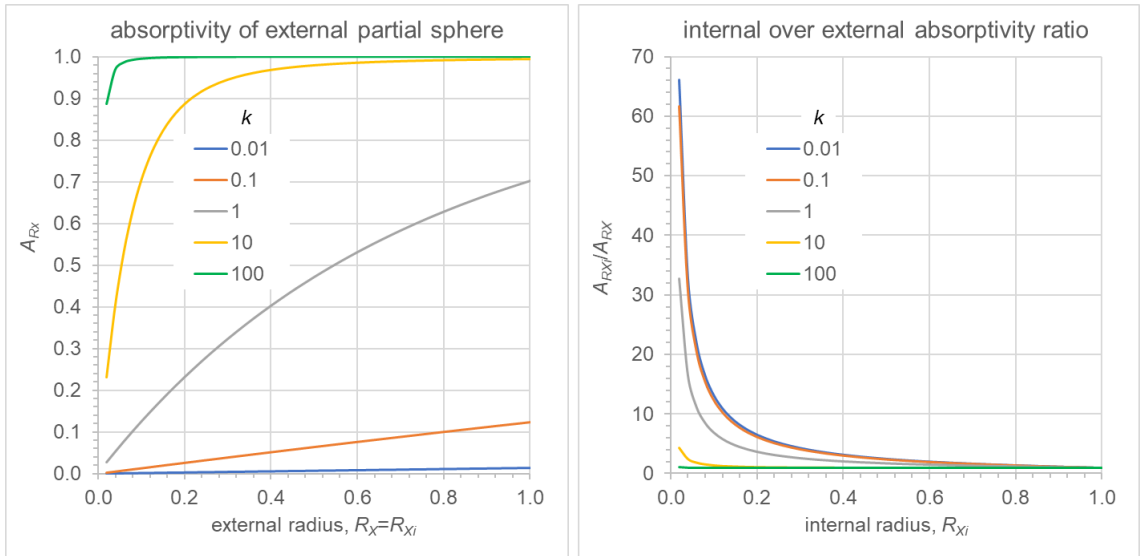 absorptivity of external partial sphere
1.0
0.9
0.8
0.7
0.6
0.5
0.4
0.3
0.2
0.1
0.0
A_Rx
k
0.01
0.1
1
10
100
0.0 0.2 0.4 0.6 0.8 1.0
external radius, R_X=R_Xi
internal over external absorptivity ratio
70
60
50
40
30
20
10
0
A_RXi/A_RX
k
0.01
0.1
1
10
100
0.0 0.2 0.4 0.6 0.8 1.0
internal radius, R_Xi